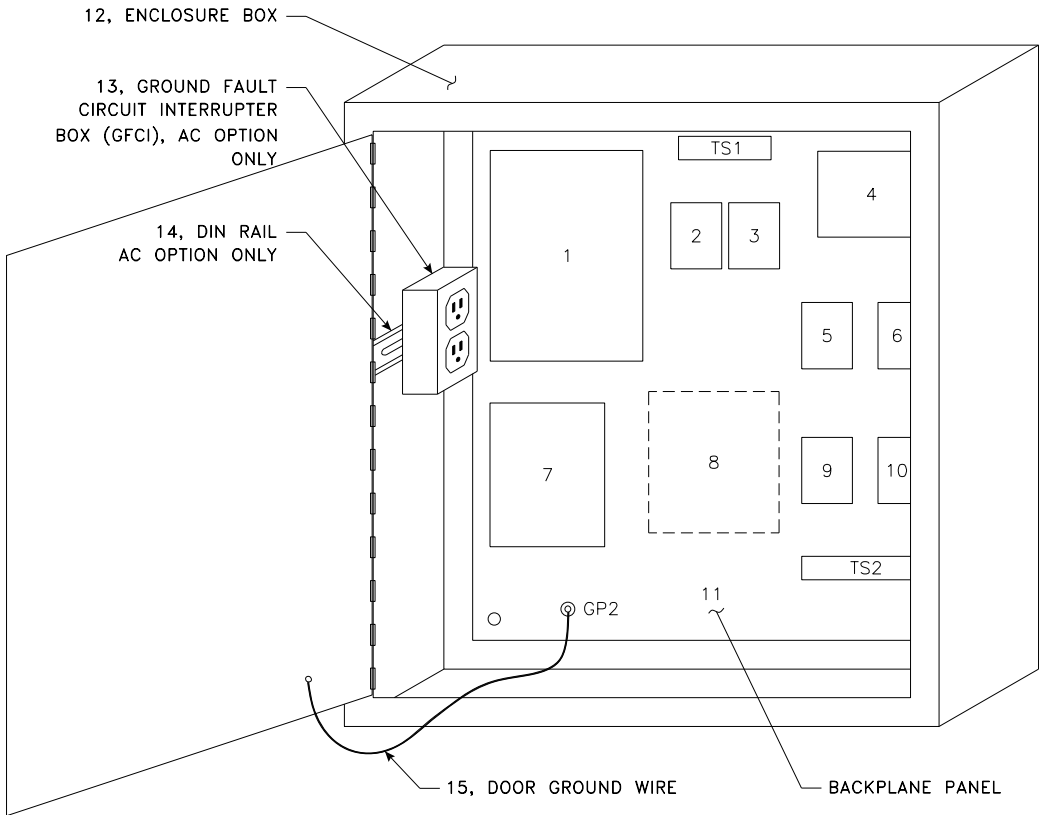 12, ENCLOSURE BOX
13, GROUND FAULT
CIRCUIT INTERRUPTER
BOX (GFCI), AC OPTION
ONLY
14, DIN RAIL
AC OPTION ONLY
TS1
1
2
3
4
5
6
7
8
9
10
TS2
11
GP2
15, DOOR GROUND WIRE
BACKPLANE PANEL